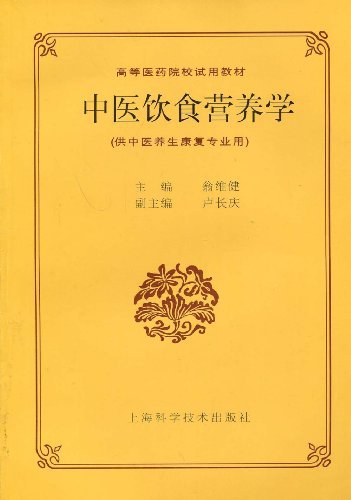 高等医药院校试用教材
中医饮食营养学
(供中医养生康复专业用)
主 编 翁维健
副主编 卢长庆
上海科学技术出版社